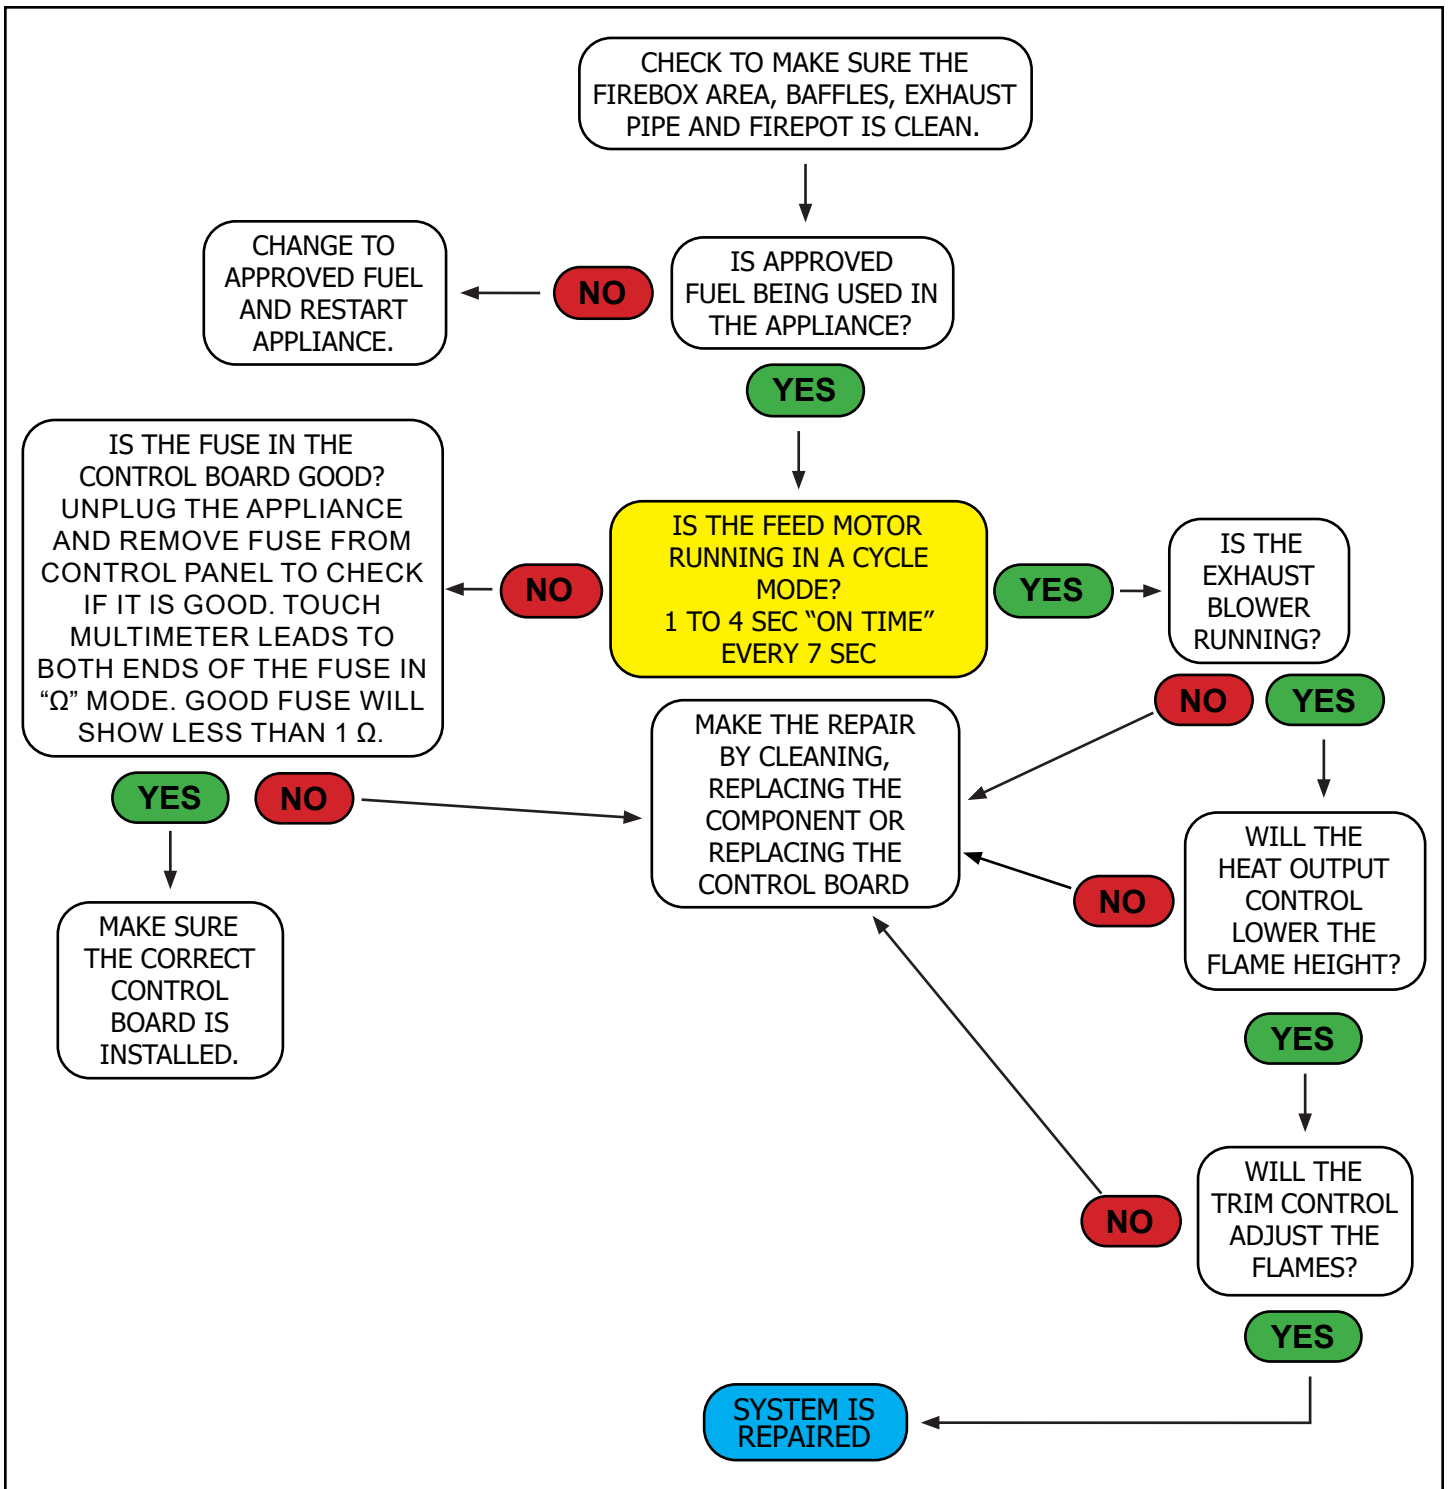 CHECK TO MAKE SURE THE
FIREBOX AREA, BAFFLES, EXHAUST
PIPE AND FIREPOT IS CLEAN.
CHANGE TO
APPROVED FUEL
AND RESTART
APPLIANCE.
NO
IS APPROVED
FUEL BEING USED IN
THE APPLIANCE?
YES
IS THE FUSE IN THE
CONTROL BOARD GOOD?
UNPLUG THE APPLIANCE
AND REMOVE FUSE FROM
CONTROL PANEL TO CHECK
IF IT IS GOOD. TOUCH
MULTIMETER LEADS TO
BOTH ENDS OF THE FUSE IN
“Ω” MODE. GOOD FUSE WILL
SHOW LESS THAN 1 Ω.
NO
IS THE FEED MOTOR
RUNNING IN A CYCLE
MODE?
1 TO 4 SEC “ON TIME”
EVERY 7 SEC
YES
IS THE
EXHAUST
BLOWER
RUNNING?
NO
YES
YES
NO
MAKE THE REPAIR
BY CLEANING,
REPLACING THE
COMPONENT OR
REPLACING THE
CONTROL BOARD
NO
WILL THE
HEAT OUTPUT
CONTROL
LOWER THE
FLAME HEIGHT?
MAKE SURE
THE CORRECT
CONTROL
BOARD IS
INSTALLED.
YES
NO
WILL THE
TRIM CONTROL
ADJUST THE
FLAMES?
YES
SYSTEM IS
REPAIRED